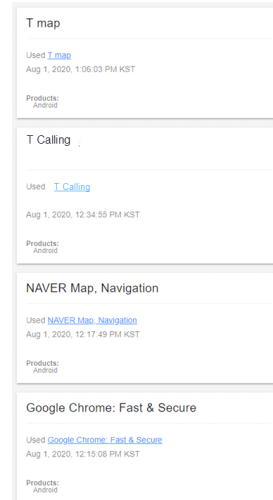 T map
Used T map
Aug 1, 2020, 1:06:03 PM KST
Products:
Android
T Calling
Used T Calling
Aug 1, 2020, 12:34:55 PM KST
Products:
Android
NAVER Map, Navigation
Used NAVER Map, Navigation
Aug 1, 2020, 12:17:49 PM KST
Products:
Android
Google Chrome: Fast & Secure
Used Google Chrome: Fast & Secure
Aug 1, 2020, 12:15:08 PM KST
Products:
Android